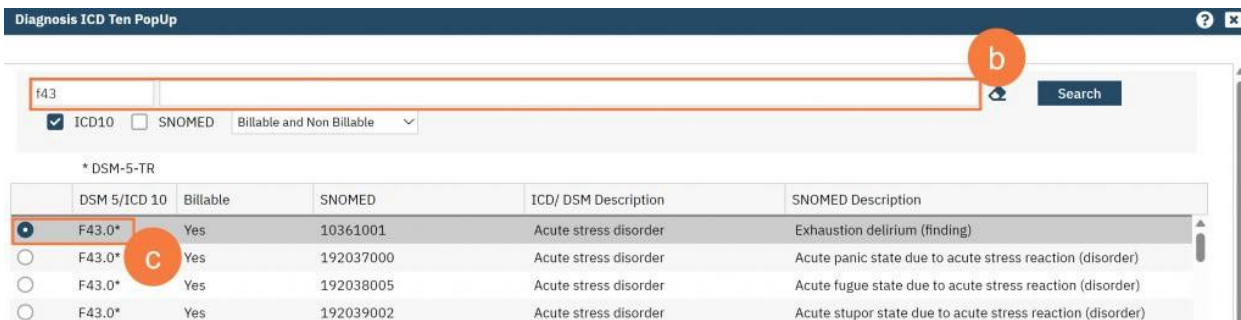 Diagnosis ICD Ten PopUp ?
b
f43 Search
ICD10 SNOMED Billable and Non Billable
* DSM-5-TR
DSM 5/ICD 10 Billable SNOMED ICD/ DSM Description SNOMED Description
F43.0* Yes 10361001 Acute stress disorder Exhaustion delirium (finding)
F43.0* c Yes 192037000 Acute stress disorder Acute panic state due to acute stress reaction (disorder)
F43.0* Yes 192038005 Acute stress disorder Acute fugue state due to acute stress reaction (disorder)
F43.0* Yes 192039002 Acute stress disorder Acute stupor state due to acute stress reaction (disorder)